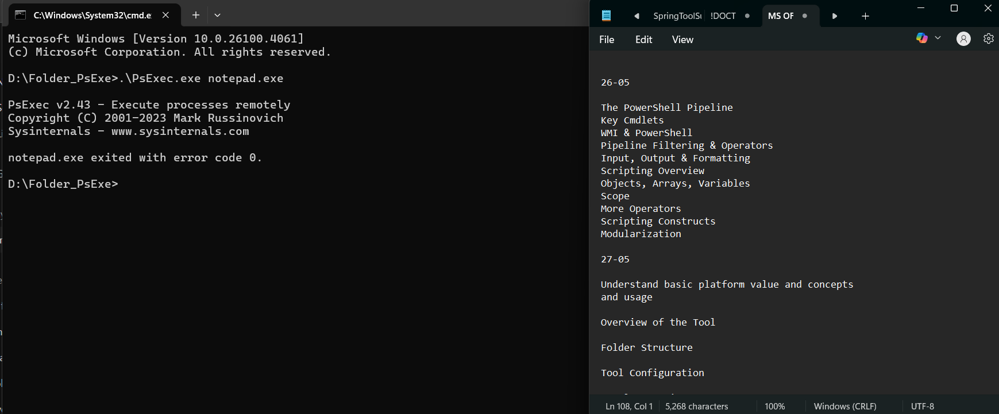 C:\Windows\System32\cmd.e
Microsoft Windows [Version 10.0.26100.4061]
(c) Microsoft Corporation. All rights reserved.
D:\Folder_PsExe>.\PsExec.exe notepad.exe
PsExec v2.43 - Execute processes remotely
Copyright (C) 2001-2023 Mark Russinovich
Sysinternals - www.sysinternals.com
notepad.exe exited with error code 0.
D:\Folder_PsExe>
SpringToolSu !DOCT MS OF
File Edit View
26-05
The PowerShell Pipeline
Key Cmdlets
WMI & PowerShell
Pipeline Filtering & Operators
Input, Output & Formatting
Scripting Overview
Objects, Arrays, Variables
Scope
More Operators
Scripting Constructs
Modularization
27-05
Understand basic platform value and concepts
and usage
Overview of the Tool
Folder Structure
Tool Configuration
Ln 108, Col 1 5,268 characters 100% Windows (CRLF) UTF-8